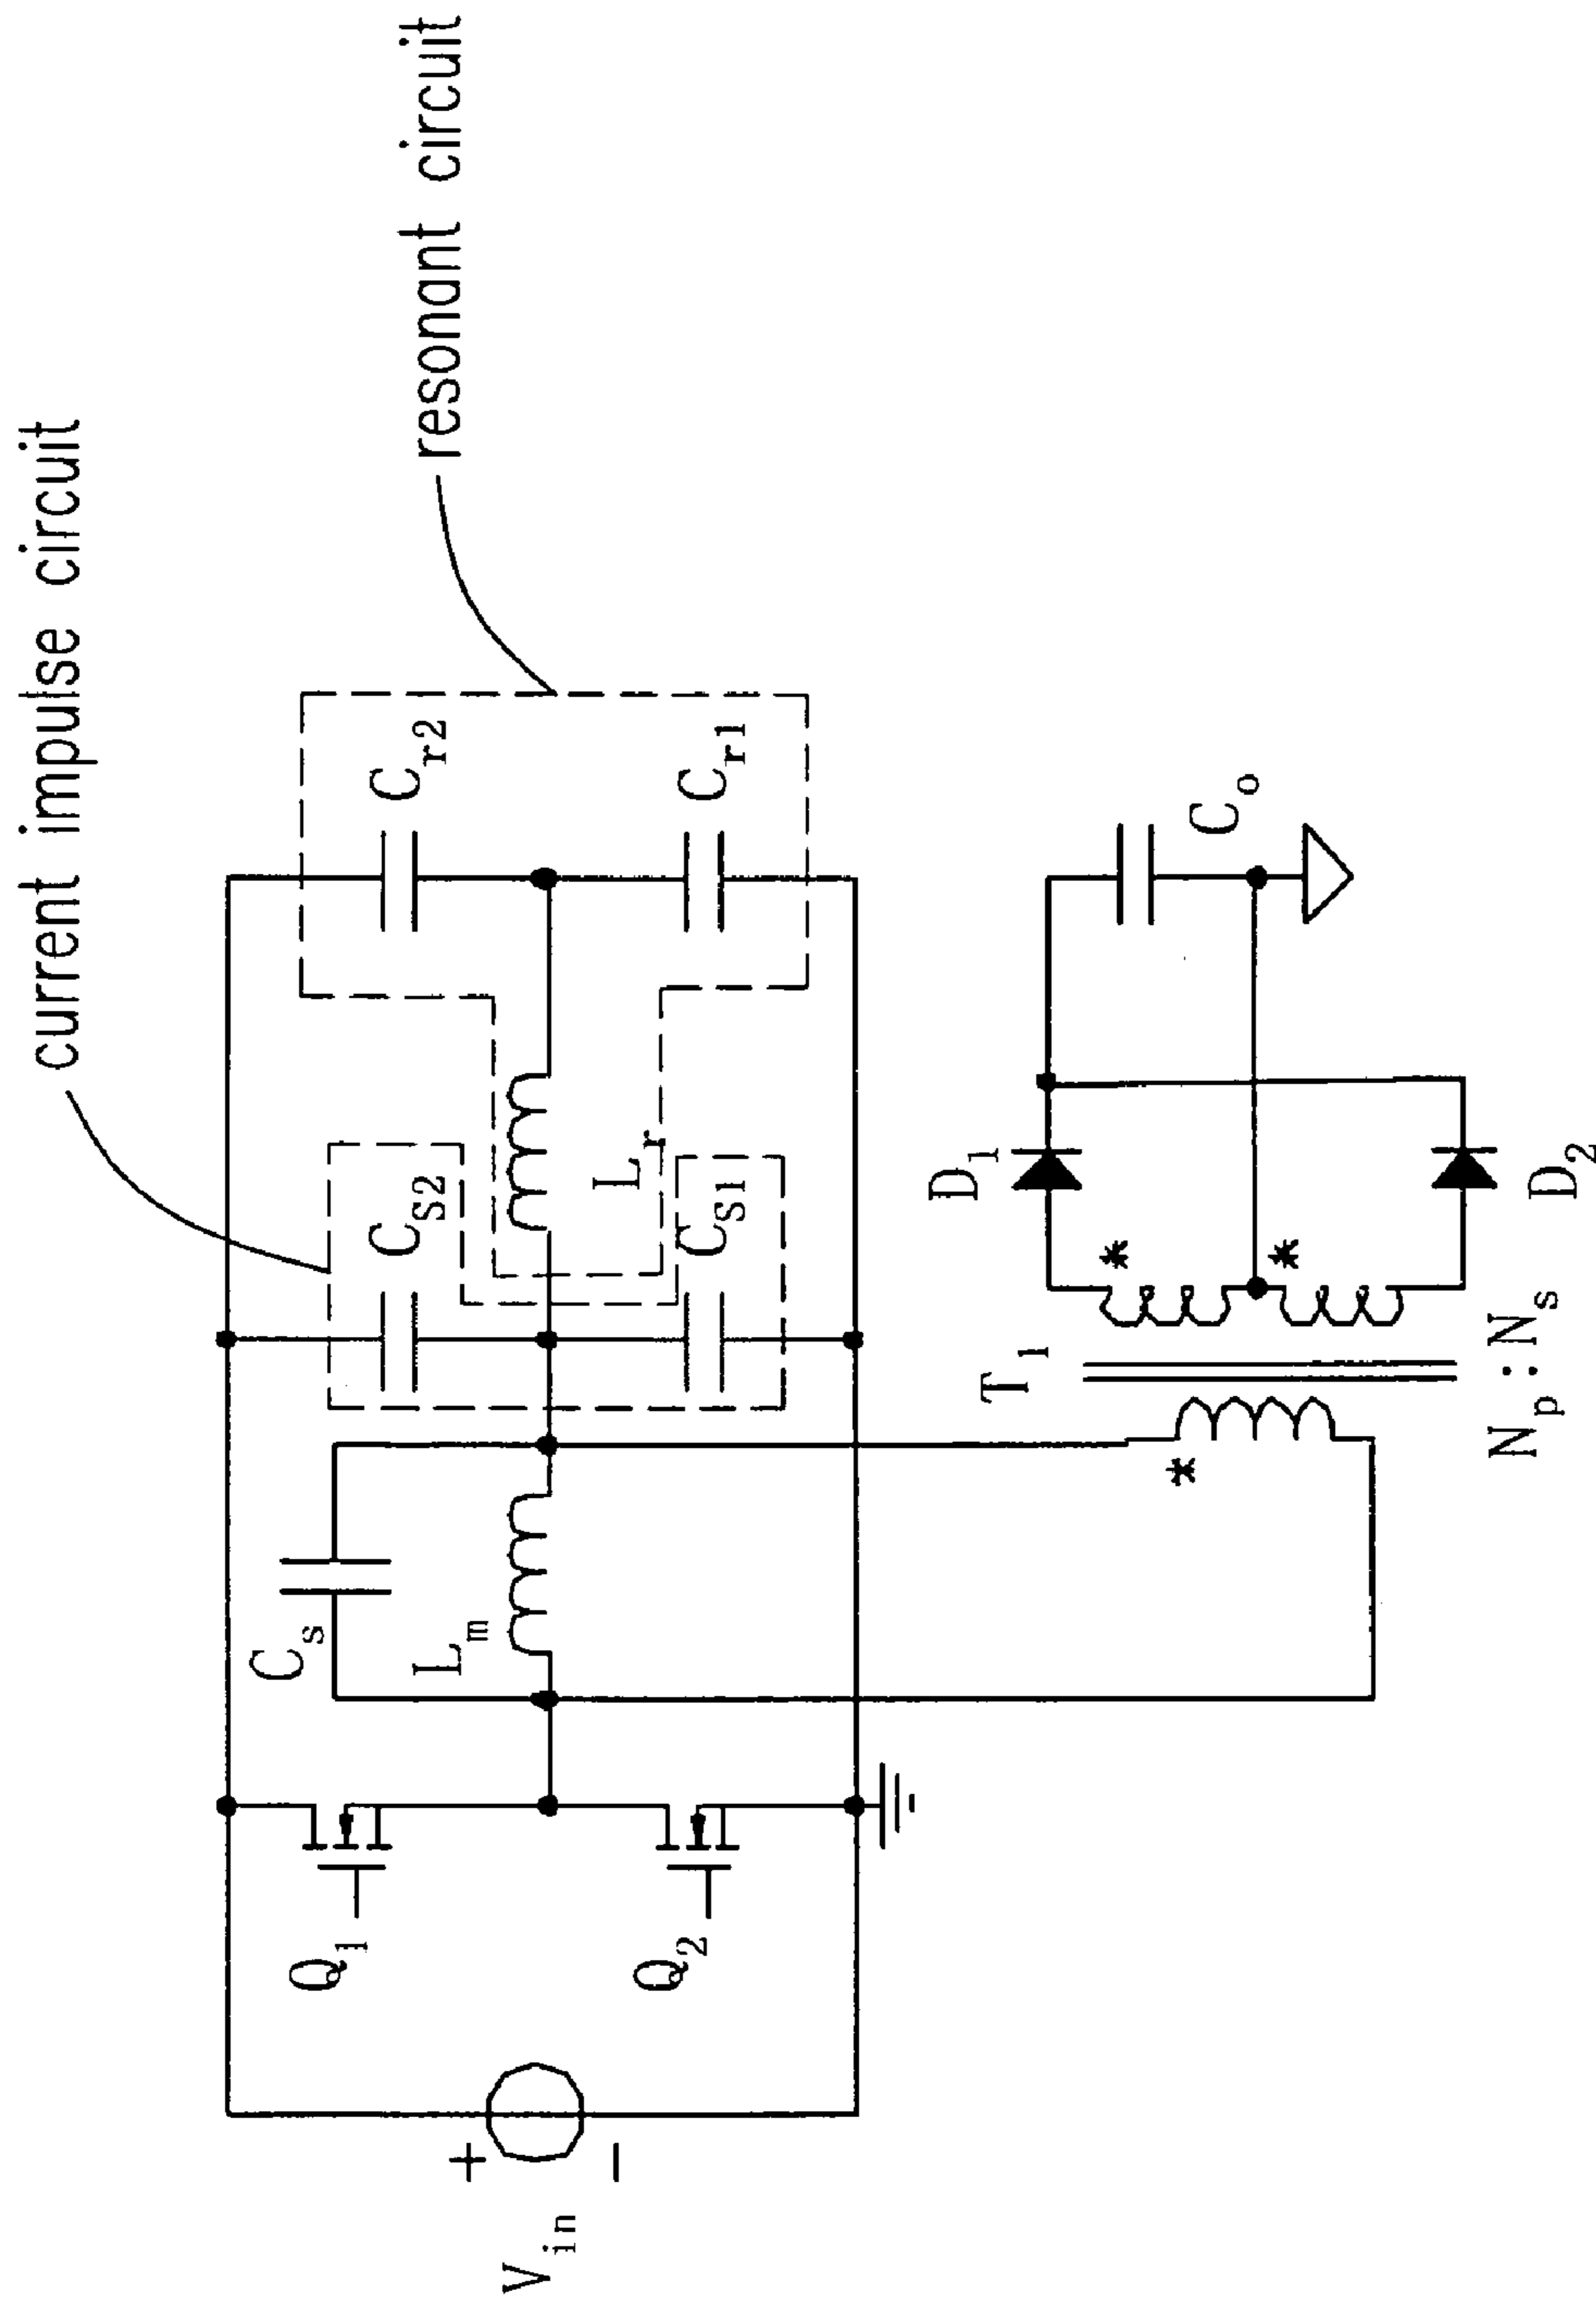 current impulse circuit
resonant circuit
C_s
L_m
C_S2
C_S1
L_r
C_r2
C_r1
Q_1
Q_2
+
V_in
−
T_1
*
*
*
D_1
D_2
C_o
N_p : N_s